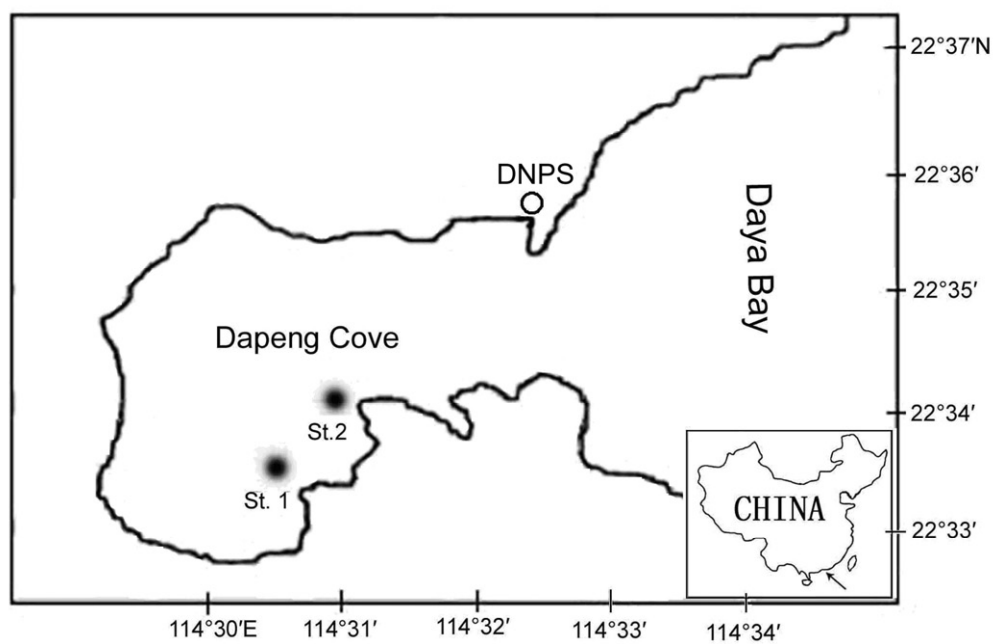 22°37′N
DNPS
22°36′
Daya Bay
22°35′
Dapeng Cove
22°34′
St.2
St. 1
CHINA
22°33′
114°30′E
114°31′
114°32′
114°33′
114°34′